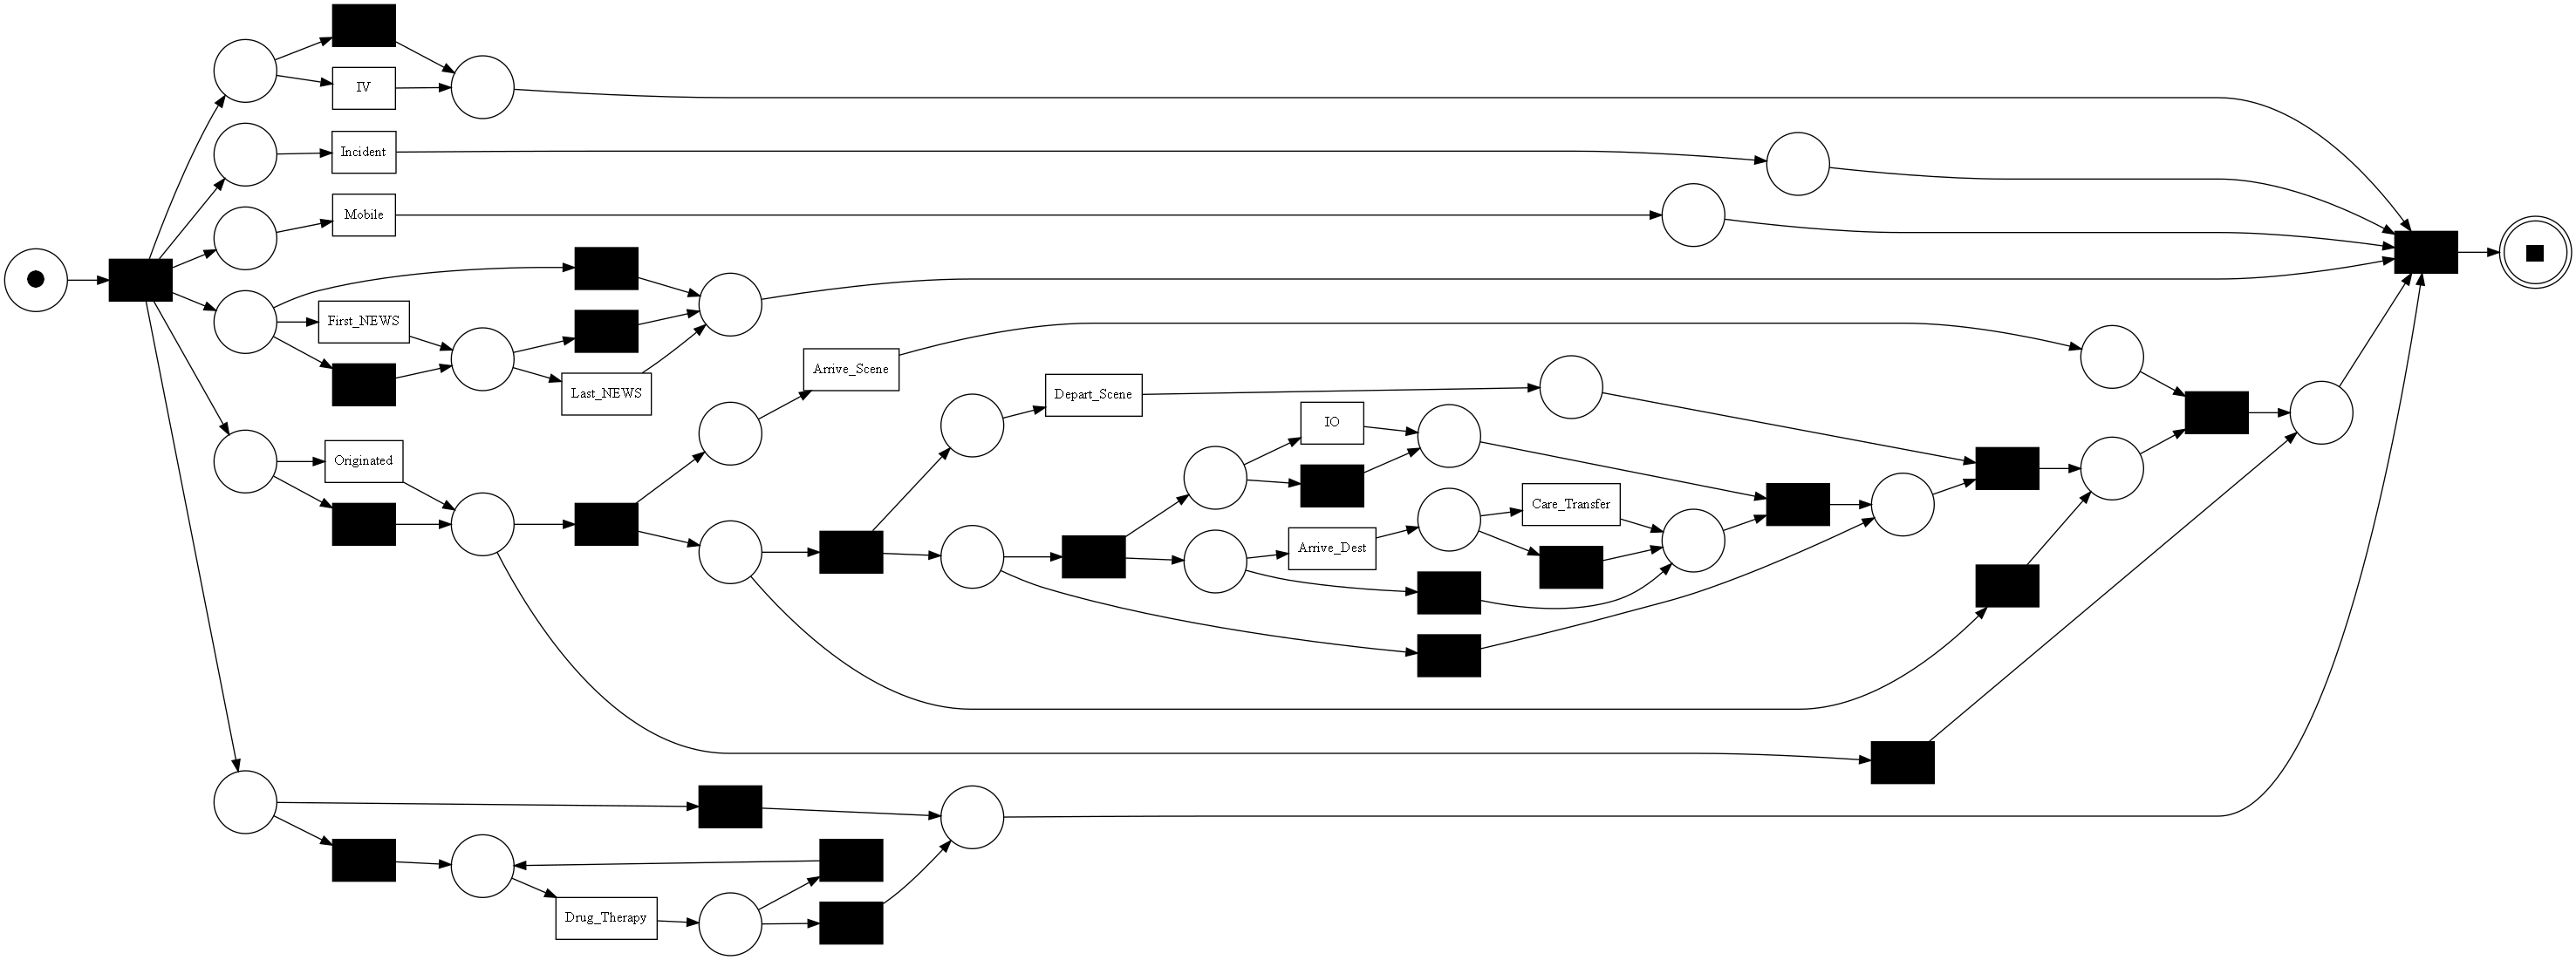 IV
Incident
Mobile
First_NEWS
Last_NEWS
Arrive_Scene
Depart_Scene
IO
Originated
Care_Transfer
Arrive_Dest
Drug_Therapy